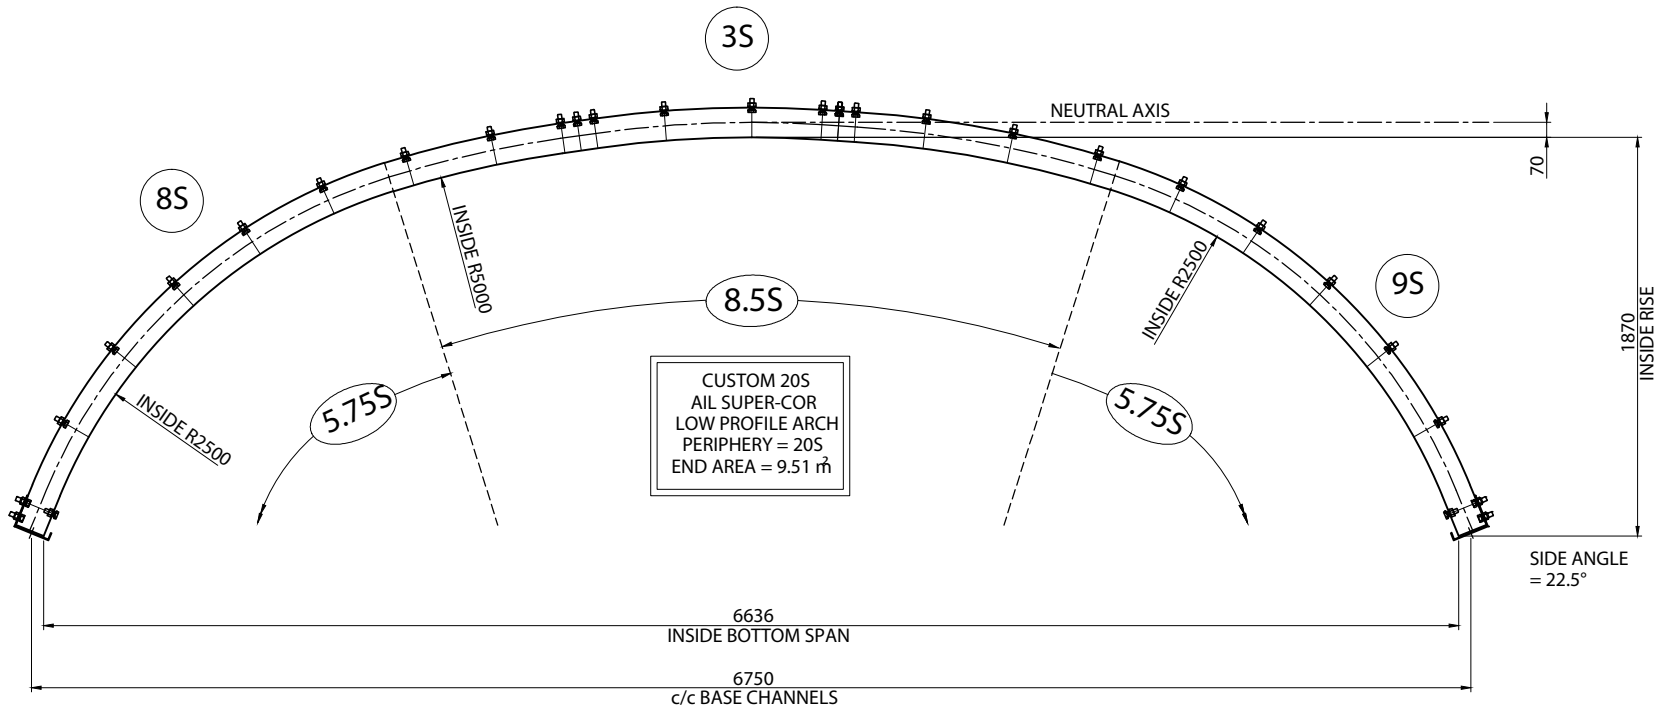 3S
NEUTRAL AXIS
70
8S
INSIDE R5000
INSIDE R2500
9S
8.5S
1870
INSIDE RISE
CUSTOM 20S
AIL SUPER-COR
LOW PROFILE ARCH
PERIPHERY = 20S
END AREA = 9.51 m²
5.75S
5.75S
INSIDE R2500
SIDE ANGLE
= 22.5°
6636
INSIDE BOTTOM SPAN
6750
c/c BASE CHANNELS